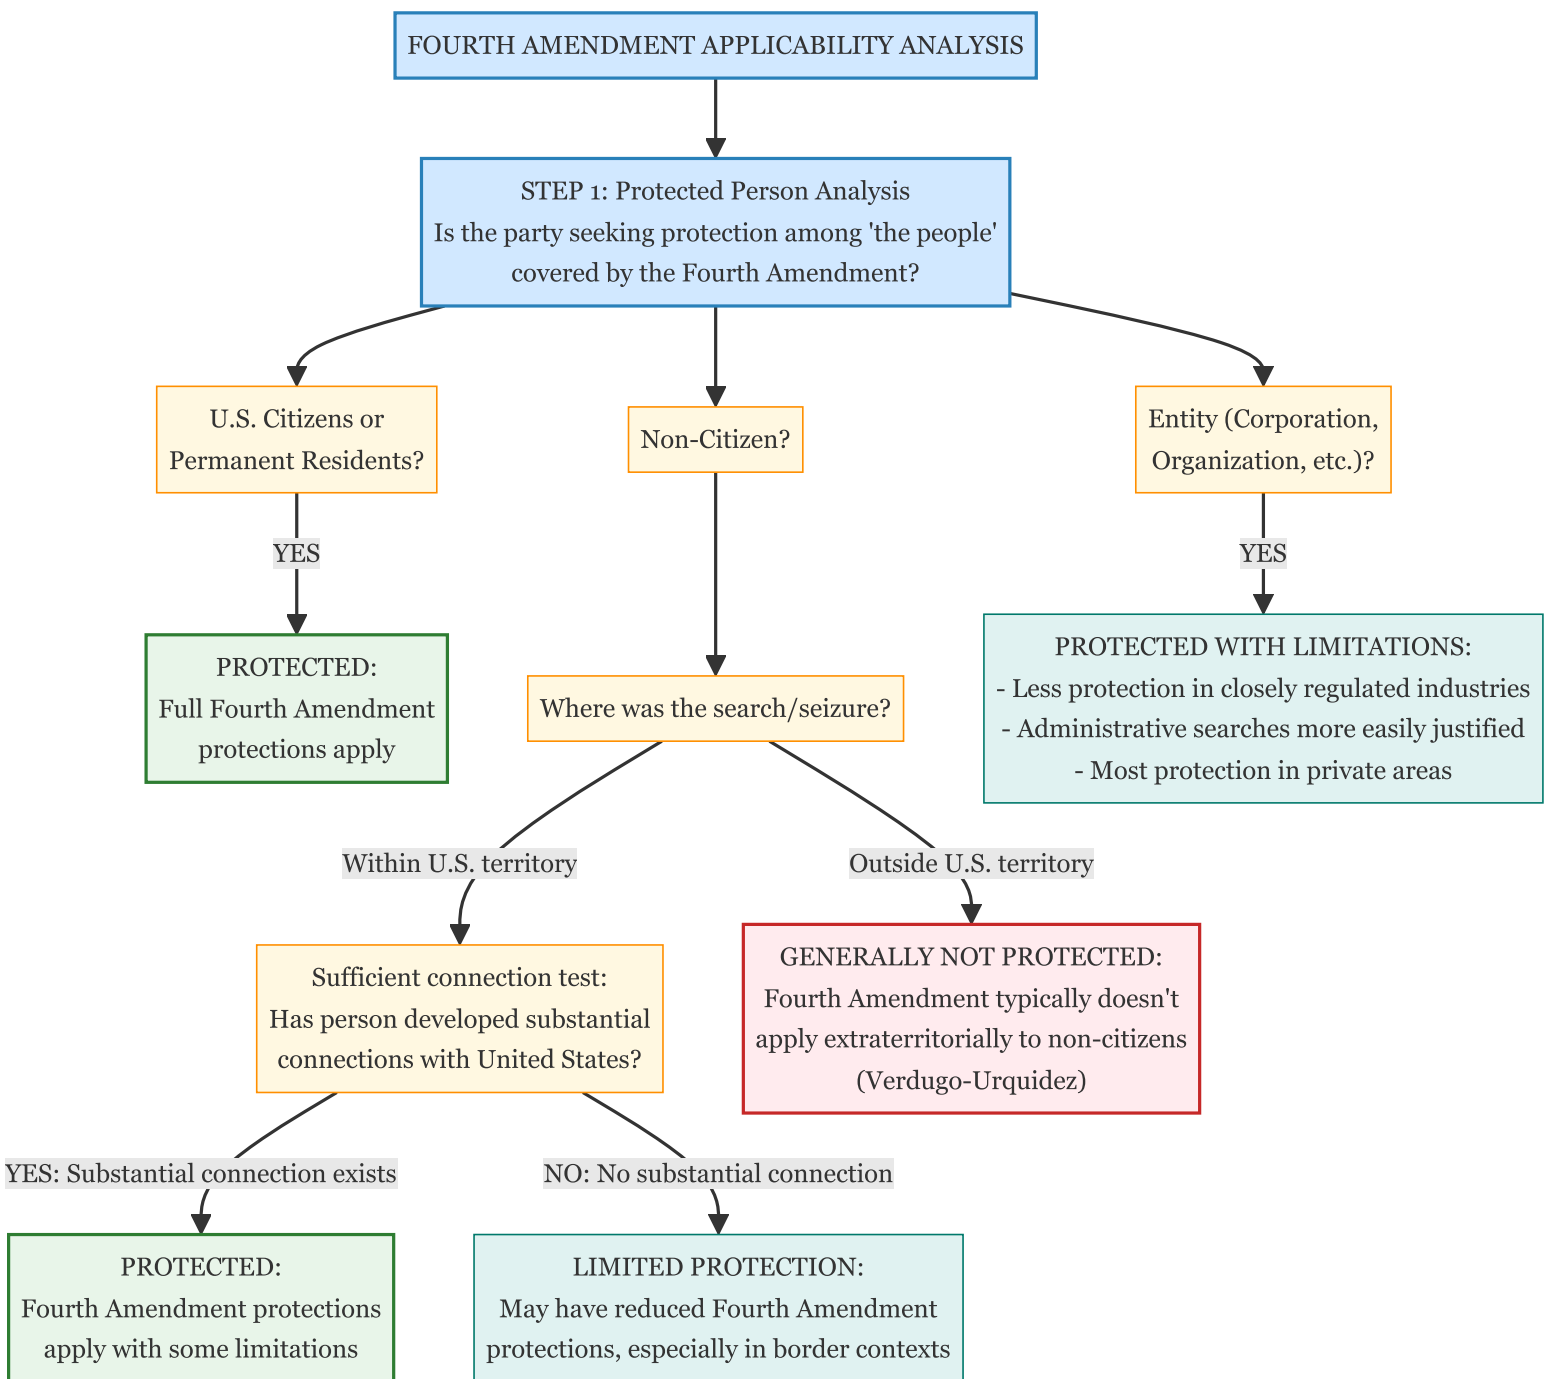 FOURTH AMENDMENT APPLICABILITY ANALYSIS
STEP 1: Protected Person Analysis
Is the party seeking protection among 'the people'
covered by the Fourth Amendment?
U.S. Citizens or
Permanent Residents?
Non-Citizen?
Entity (Corporation,
Organization, etc.)?
YES
YES
PROTECTED:
Full Fourth Amendment
protections apply
Where was the search/seizure?
PROTECTED WITH LIMITATIONS:
- Less protection in closely regulated industries
- Administrative searches more easily justified
- Most protection in private areas
Within U.S. territory
Outside U.S. territory
Sufficient connection test:
Has person developed substantial
connections with United States?
GENERALLY NOT PROTECTED:
Fourth Amendment typically doesn't
apply extraterritorially to non-citizens
(Verdugo-Urquidez)
YES: Substantial connection exists
NO: No substantial connection
PROTECTED:
Fourth Amendment protections
apply with some limitations
LIMITED PROTECTION:
May have reduced Fourth Amendment
protections, especially in border contexts